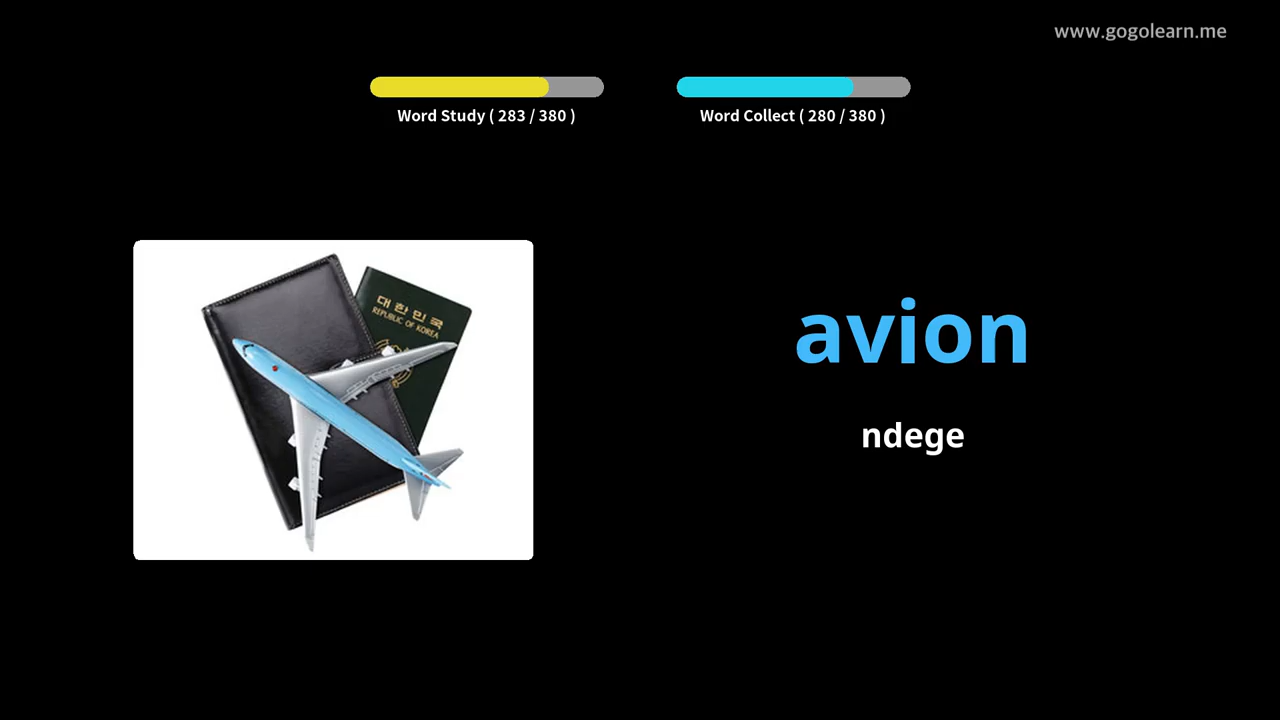 www.gogolearn.me
Word Study ( 283 / 380 )
Word Collect ( 280 / 380 )
대한민국
REPUBLIC OF KOREA
avion
ndege